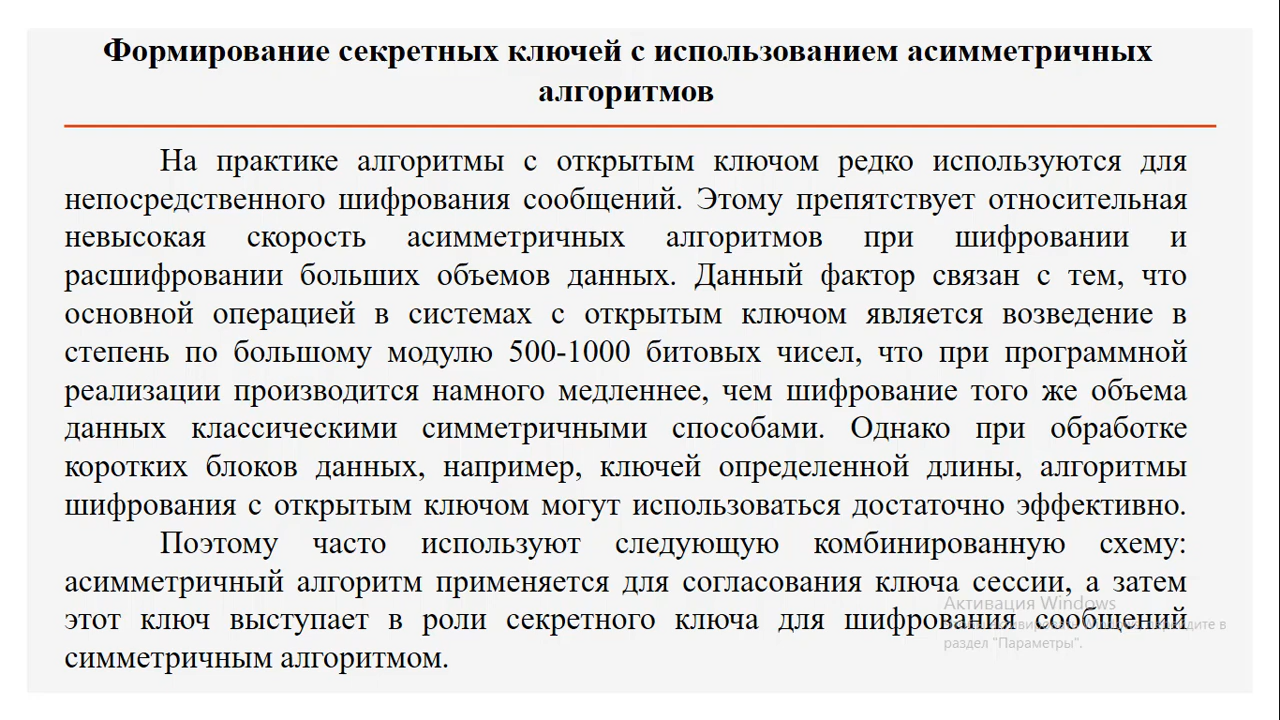 Формирование секретных ключей с использованием асимметричных
алгоритмов
На практике алгоритмы с открытым ключом редко используются для
непосредственного шифрования сообщений. Этому препятствует относительная
невысокая скорость асимметричных алгоритмов при шифровании и
расшифровании больших объемов данных. Данный фактор связан с тем, что
основной операцией в системах с открытым ключом является возведение в
степень по большому модулю 500-1000 битовых чисел, что при программной
реализации производится намного медленнее, чем шифрование того же объема
данных классическими симметричными способами. Однако при обработке
коротких блоков данных, например, ключей определенной длины, алгоритмы
шифрования с открытым ключом могут использоваться достаточно эффективно.
Поэтому часто используют следующую комбинированную схему:
асимметричный алгоритм применяется для согласования ключа сессии, а затем
этот ключ выступает в роли секретного ключа для шифрования сообщений
симметричным алгоритмом.
Активация Windows
Windows, перейдите в
раздел "Параметры".